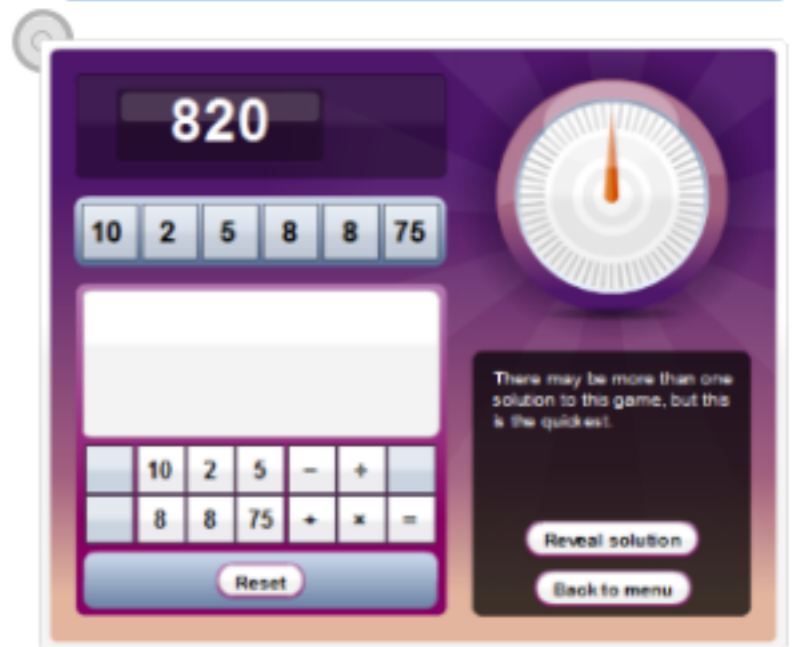 820
10 2 5 8 8 75
There may be more than one
solution to this game, but this
is the quickest.
10 2 5 - +
8 8 75 ÷ × =
Reset
Reveal solution
Back to menu